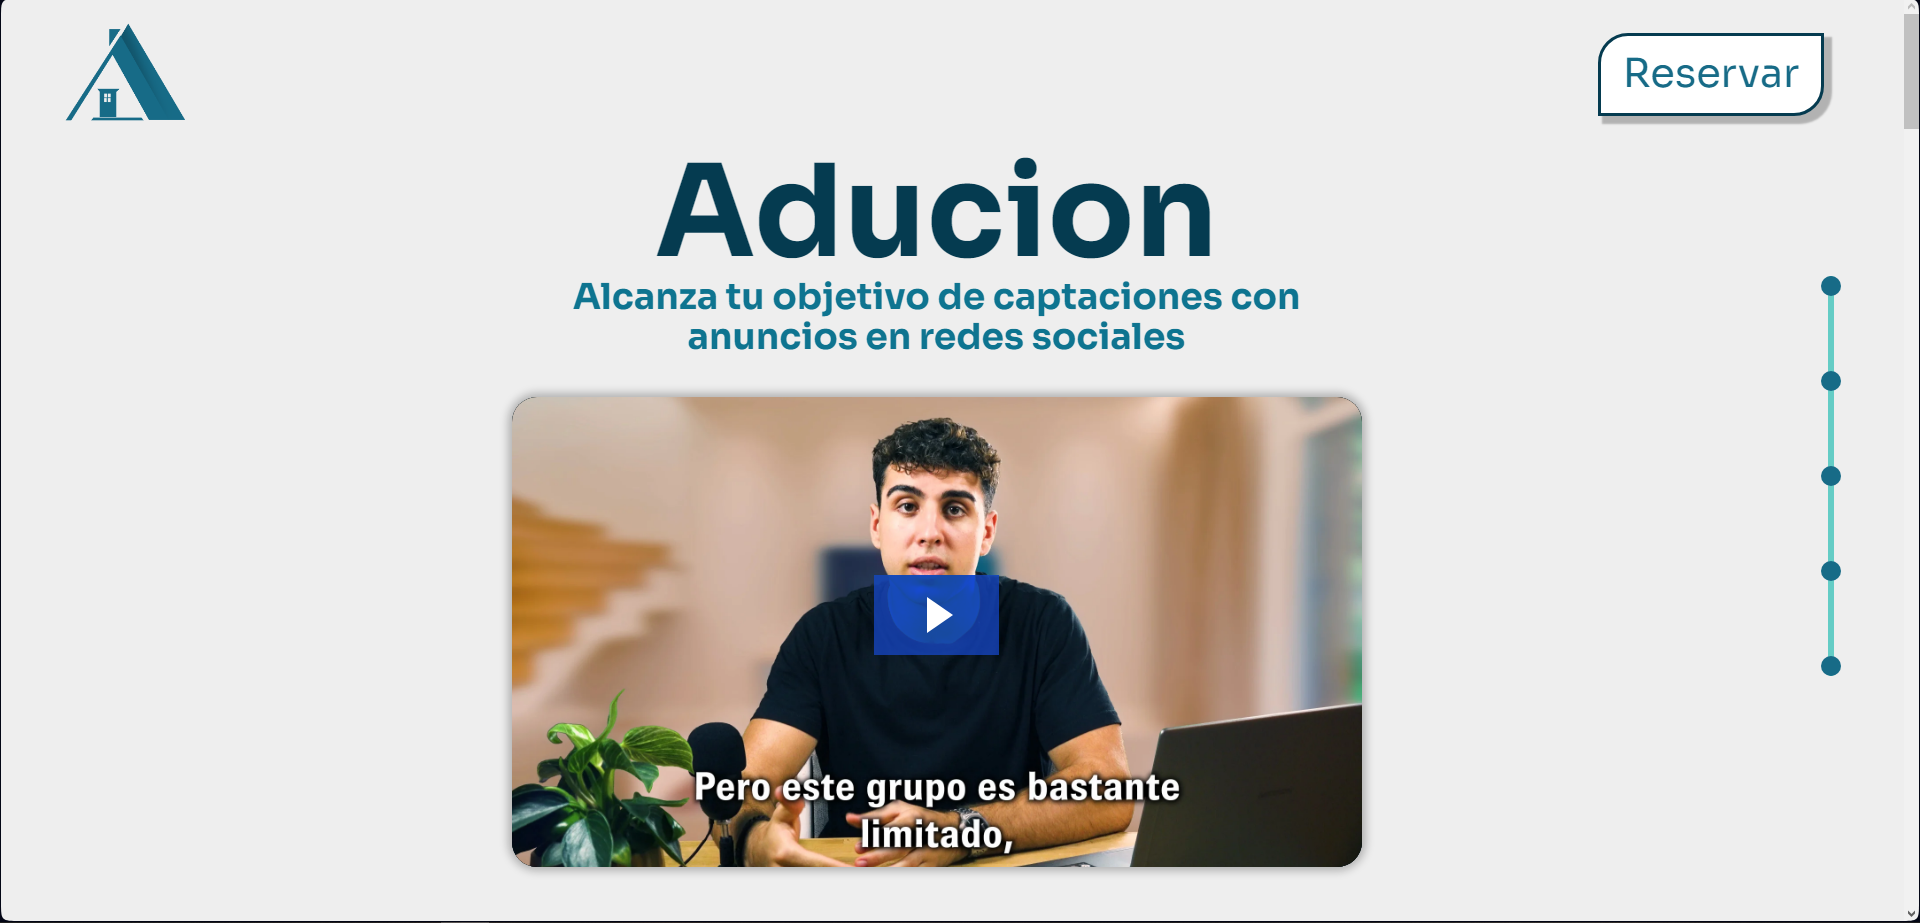 Reservar
Aducion
Alcanza tu objetivo de captaciones con
anuncios en redes sociales
Pero este grupo es bastante
limitado,